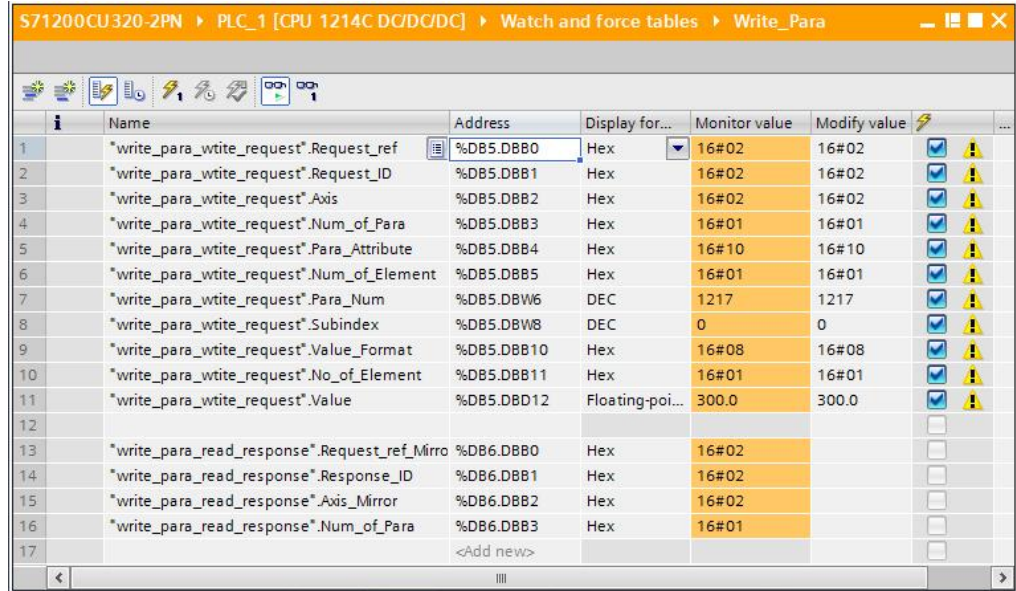 S71200CU320-2PN ▸ PLC_1 [CPU 1214C DC/DC/DC] ▸ Watch and force tables ▸ Write_Para
i Name Address Display for... Monitor value Modify value ...
1 "write_para_wtite_request".Request_ref %DB5.DBB0 Hex 16#02 16#02
2 "write_para_wtite_request".Request_ID %DB5.DBB1 Hex 16#02 16#02
3 "write_para_wtite_request".Axis %DB5.DBB2 Hex 16#02 16#02
4 "write_para_wtite_request".Num_of_Para %DB5.DBB3 Hex 16#01 16#01
5 "write_para_wtite_request".Para_Attribute %DB5.DBB4 Hex 16#10 16#10
6 "write_para_wtite_request".Num_of_Element %DB5.DBB5 Hex 16#01 16#01
7 "write_para_wtite_request".Para_Num %DB5.DBW6 DEC 1217 1217
8 "write_para_wtite_request".Subindex %DB5.DBW8 DEC 0 0
9 "write_para_wtite_request".Value_Format %DB5.DBB10 Hex 16#08 16#08
10 "write_para_wtite_request".No_of_Element %DB5.DBB11 Hex 16#01 16#01
11 "write_para_wtite_request".Value %DB5.DBD12 Floating-poi... 300.0 300.0
12
13 "write_para_read_response".Request_ref_Mirro %DB6.DBB0 Hex 16#02
14 "write_para_read_response".Response_ID %DB6.DBB1 Hex 16#02
15 "write_para_read_response".Axis_Mirror %DB6.DBB2 Hex 16#02
16 "write_para_read_response".Num_of_Para %DB6.DBB3 Hex 16#01
17 <Add new>